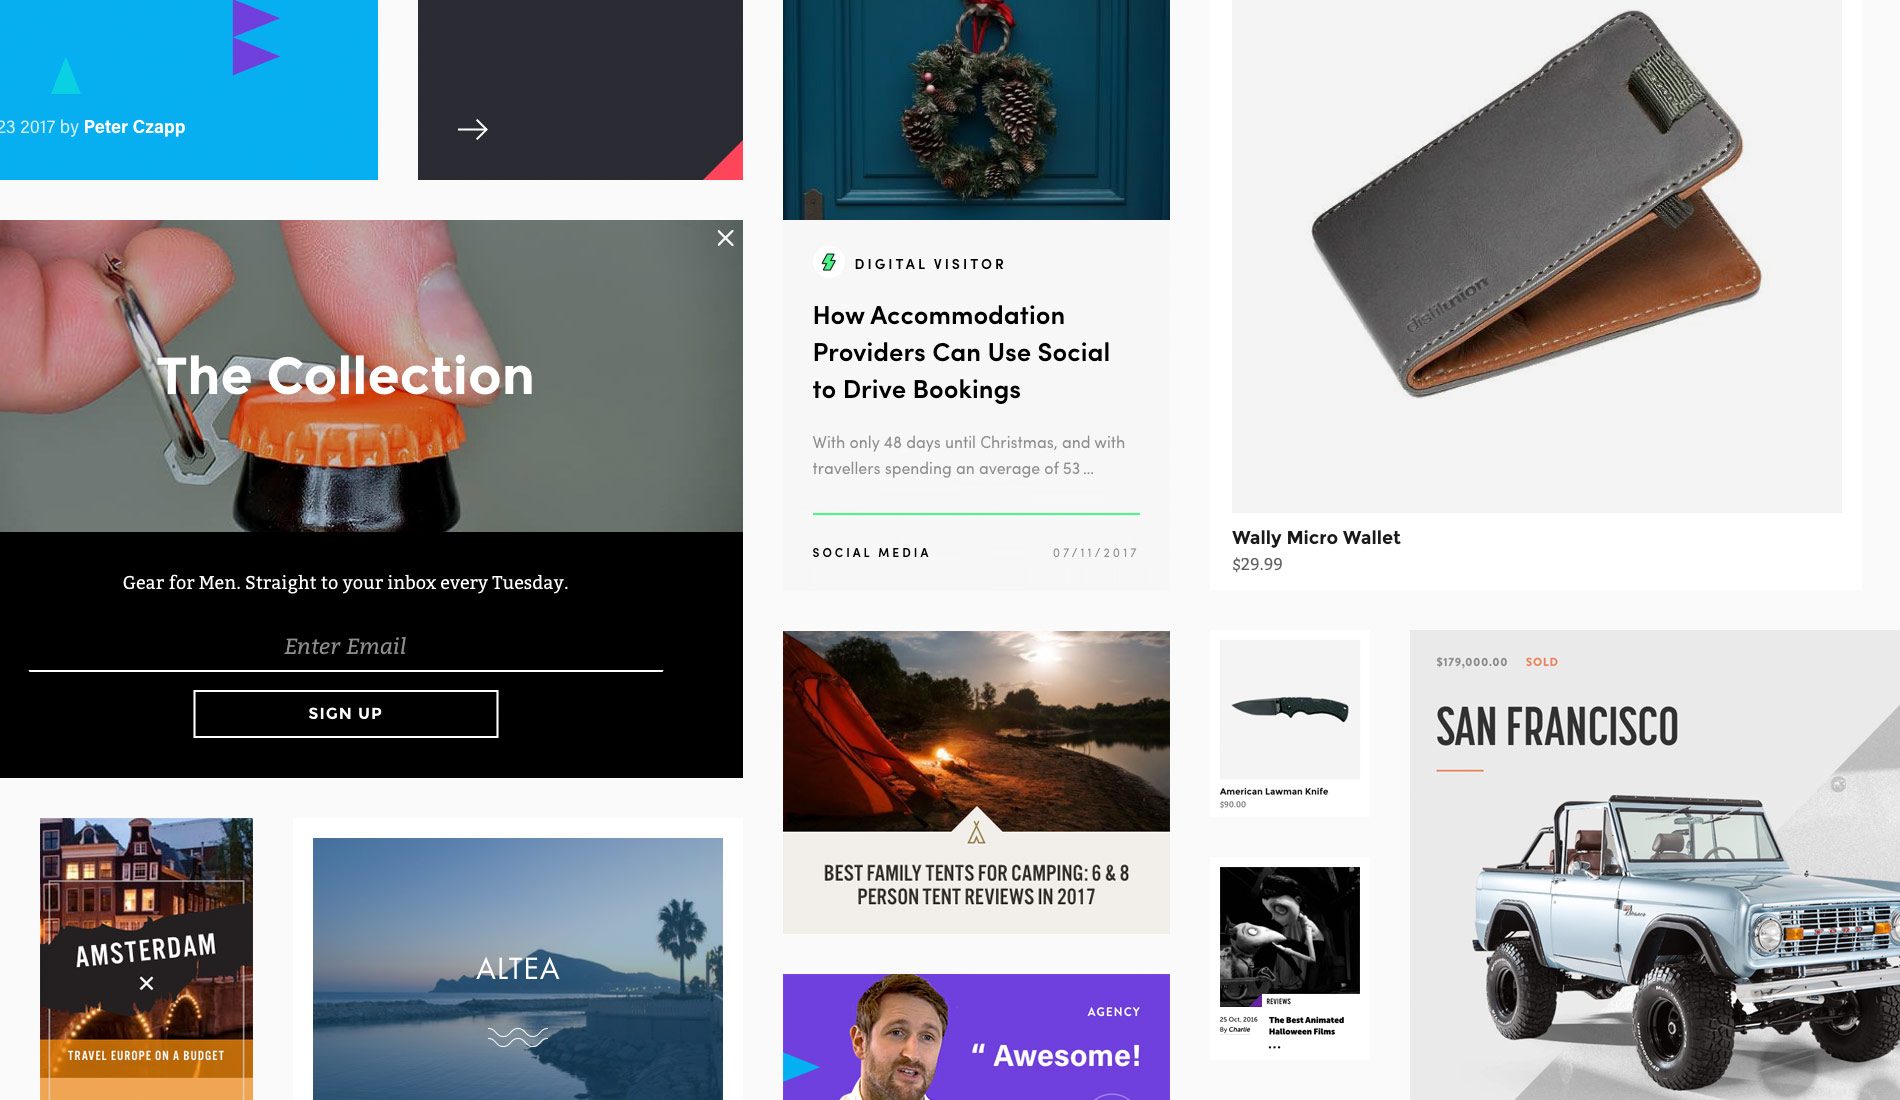 23 2017 by Peter Czapp
The Collection
Gear for Men. Straight to your inbox every Tuesday.
Enter Email
SIGN UP
AMSTERDAM
TRAVEL EUROPE ON A BUDGET
ALTEA
DIGITAL VISITOR
How Accommodation
Providers Can Use Social
to Drive Bookings
With only 48 days until Christmas, and with
travellers spending an average of 53 ...
SOCIAL MEDIA
07/11/2017
BEST FAMILY TENTS FOR CAMPING: 6 & 8
PERSON TENT REVIEWS IN 2017
AGENCY
“ Awesome!
distilunion
Wally Micro Wallet
$29.99
American Lawman Knife
$90.00
REVIEWS
25 Oct, 2016
By Charlie
The Best Animated
Halloween Films
...
$179,000.00 SOLD
SAN FRANCISCO
Bronco
FORD